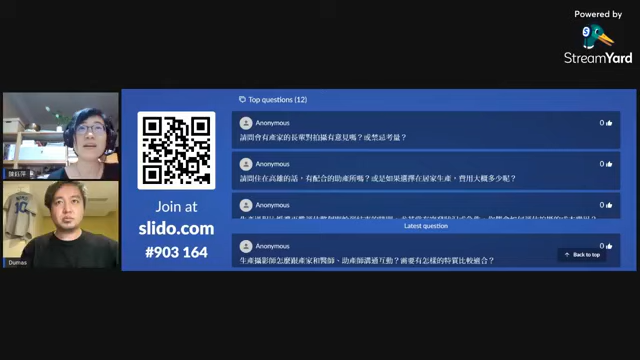 Powered by
StreamYard
Top questions (12)
Anonymous
0
請問會有產家的長輩對拍攝有意見嗎？或禁忌考量？
Anonymous
0
請問住在高雄的話，有配合的助產所嗎？或是如果選擇在居家生產，費用大概多少呢？
Anonymous
0
Latest question
Anonymous
0
生產攝影師怎麼跟產家和醫師、助產師溝通互動？需要有怎樣的特質比較適合？
Back to top
Join at
slido.com
#903 164
10
Dumas